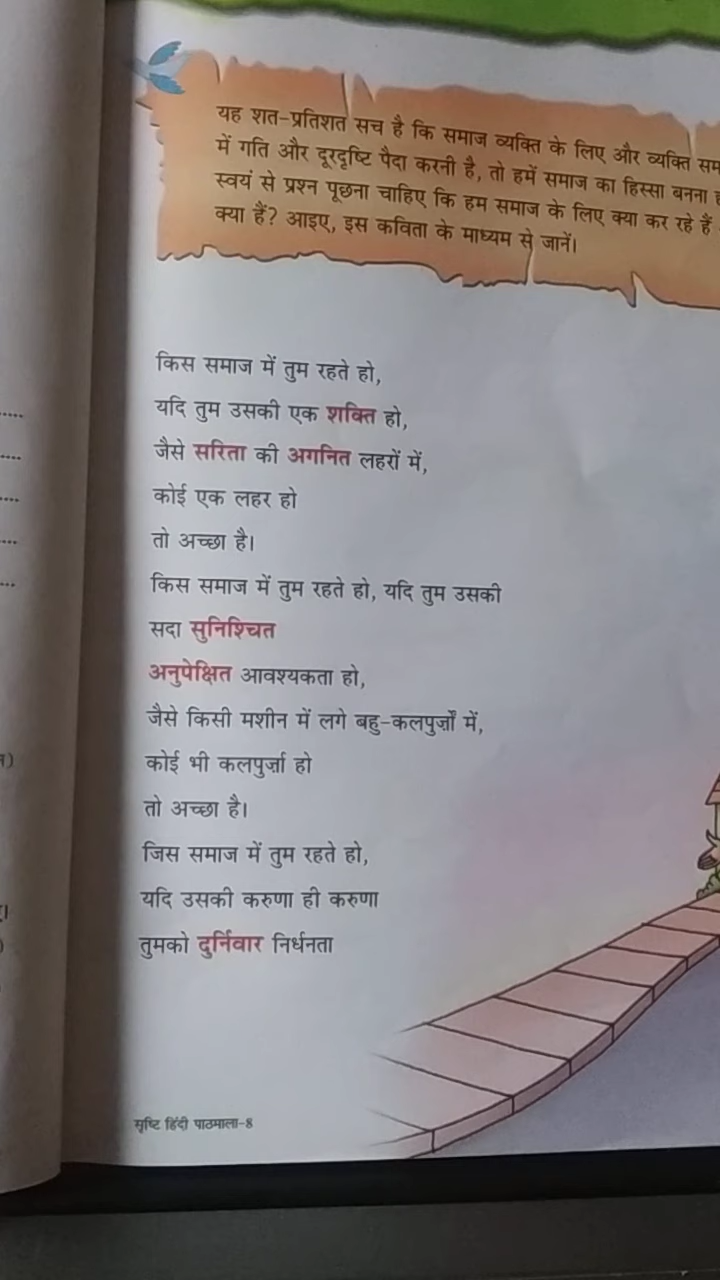 यह शत-प्रतिशत सच है कि समाज व्यक्ति के लिए और व्यक्ति
में गति और दूरदृष्टि पैदा करनी है, तो हमें समाज का हिस्सा बनना
स्वयं से प्रश्न पूछना चाहिए कि हम समाज के लिए क्या कर रहे हैं
क्या हैं? आइए, इस कविता के माध्यम से जानें।
किस समाज में तुम रहते हो,
यदि तुम उसकी एक शक्ति हो,
जैसे सरिता की अगनित लहरों में,
कोई एक लहर हो
तो अच्छा है।
किस समाज में तुम रहते हो, यदि तुम उसकी
सदा सुनिश्चित
अनुपेक्षित आवश्यकता हो,
जैसे किसी मशीन में लगे बहु-कलपुर्ज़ों में,
कोई भी कलपुर्ज़ा हो
तो अच्छा है।
जिस समाज में तुम रहते हो,
यदि उसकी करुणा ही करुणा
तुमको दुर्निवार निर्धनता
सृष्टि हिंदी पाठमाला-8